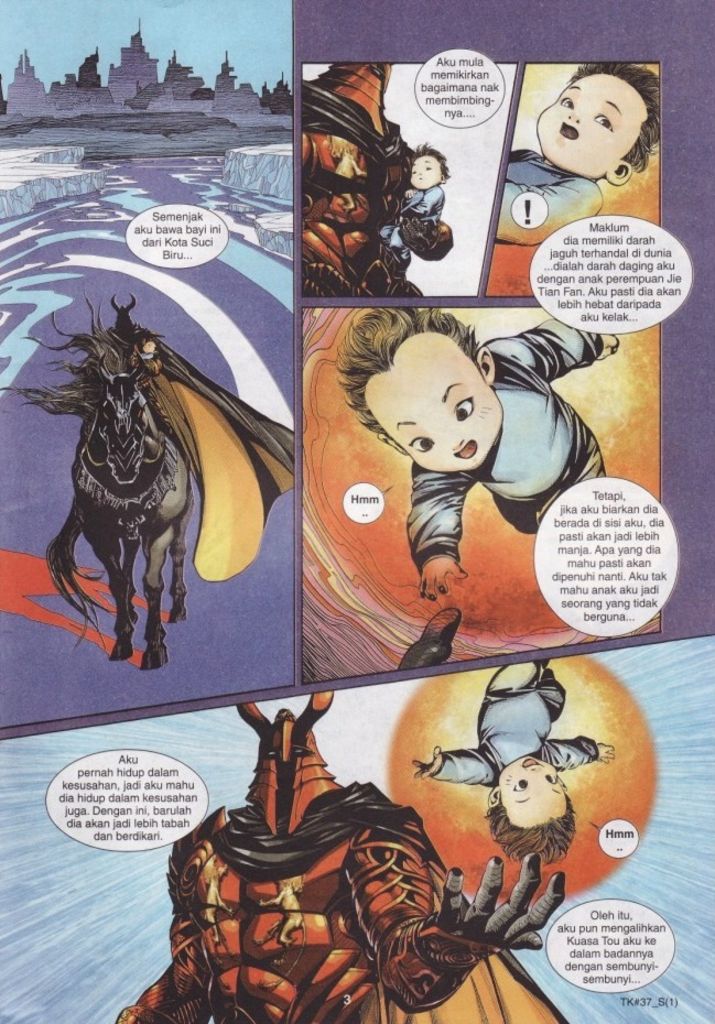 Semenjak
aku bawa bayi ini
dari Kota Suci
Biru...
Aku mula
memikirkan
bagaimana nak
membimbing-
nya....
!
Maklum
dia memiliki darah
jaguh terhandal di dunia
...dialah darah daging aku
dengan anak perempuan Jie
Tian Fan. Aku pasti dia akan
lebih hebat daripada
aku kelak...
Hmm
..
Tetapi,
jika aku biarkan dia
berada di sisi aku, dia
pasti akan jadi lebih
manja. Apa yang dia
mahu pasti akan
dipenuhi nanti. Aku tak
mahu anak aku jadi
seorang yang tidak
berguna...
Aku
pernah hidup dalam
kesusahan, jadi aku mahu
dia hidup dalam kesusahan
juga. Dengan ini, barulah
dia akan jadi lebih tabah
dan berdikari.
Hmm
..
Oleh itu,
aku pun mengalihkan
Kuasa Tou aku ke
dalam badannya
dengan sembunyi-
sembunyi...
3
TK#37_S(1)